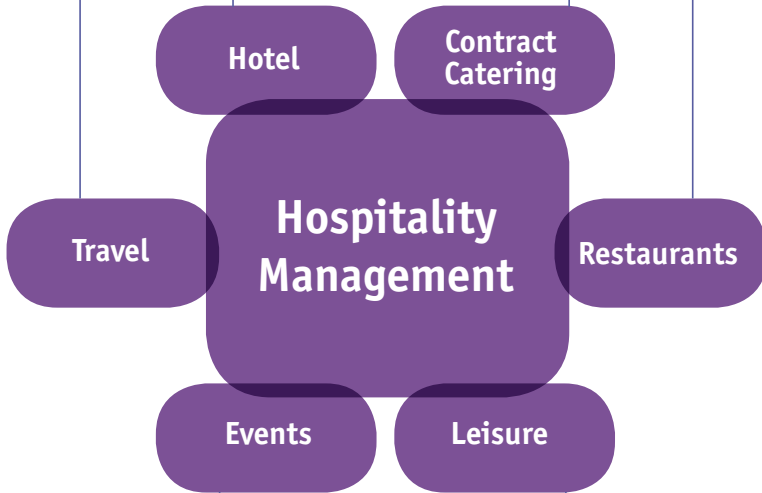 Hotel
Contract
Catering
Hospitality
Management
Travel
Restaurants
Events
Leisure